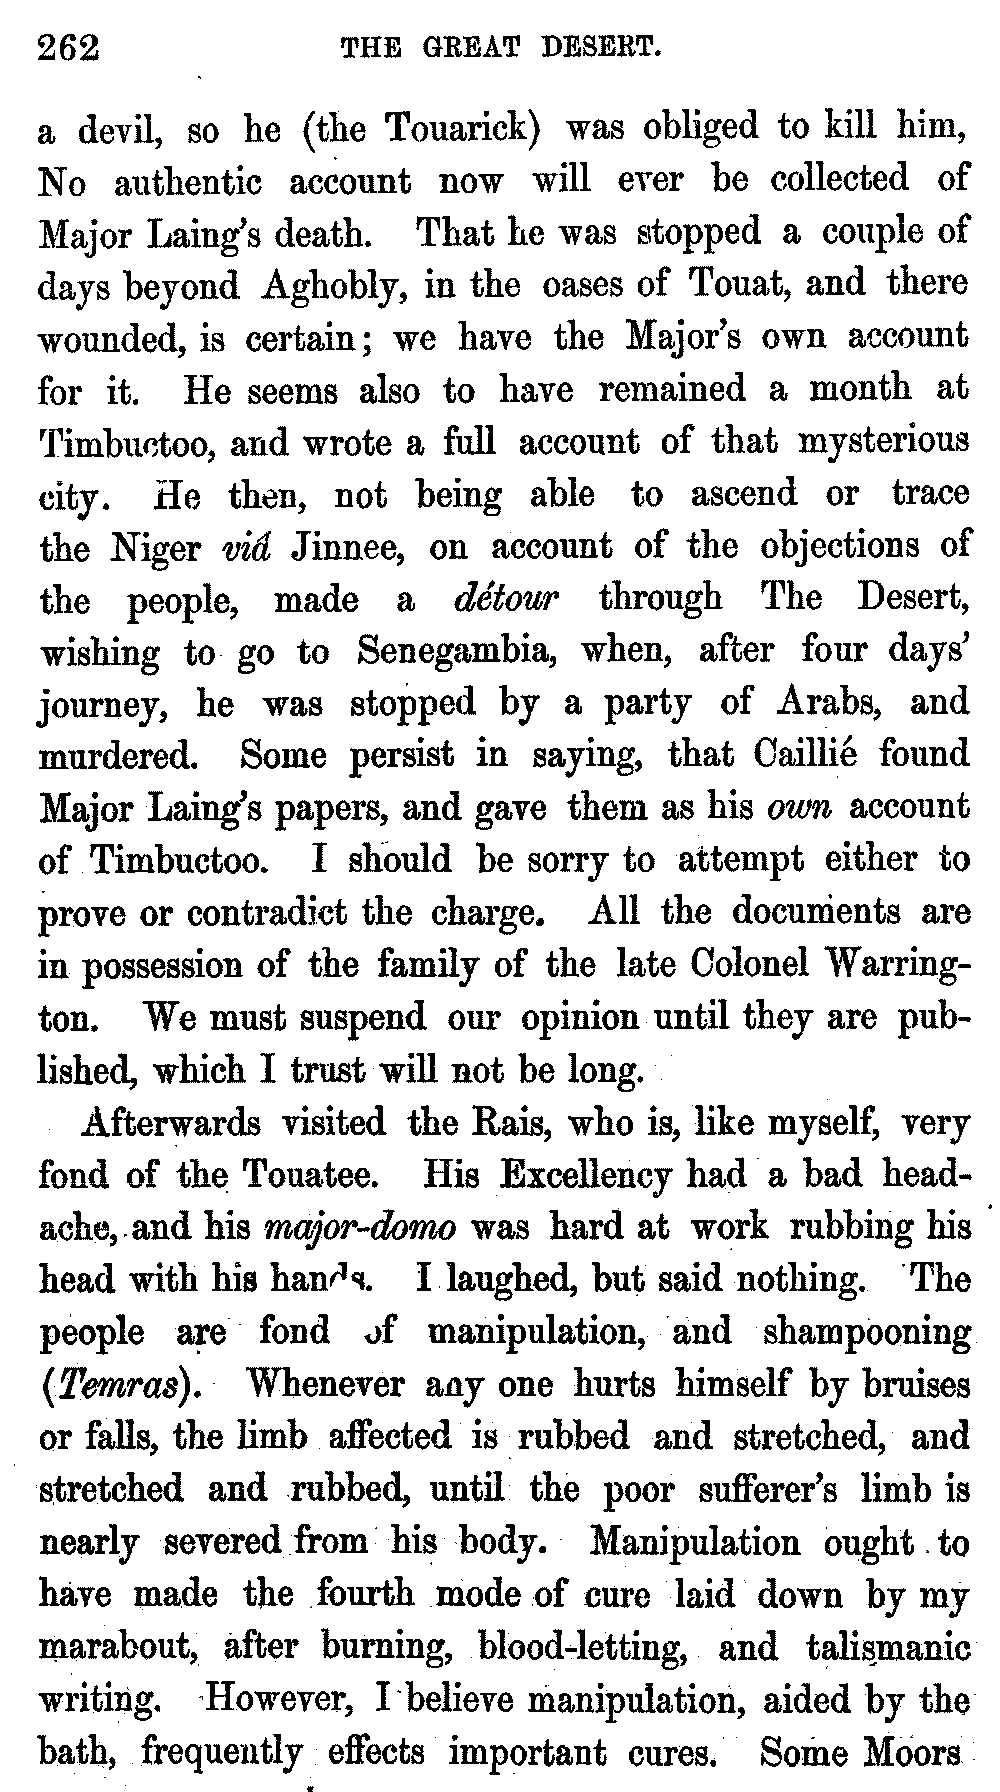 262 THE GREAT DESERT.
a devil, so he (the Touarick) was obliged to kill him,
No authentic account now will ever be collected of
Major Laing's death. That he was stopped a couple of
days beyond Aghobly, in the oases of Touat, and there
wounded, is certain; we have the Major's own account
for it. He seems also to have remained a month at
Timbuctoo, and wrote a full account of that mysterious
city. He then, not being able to ascend or trace
the Niger viâ Jinnee, on account of the objections of
the people, made a détour through The Desert,
wishing to go to Senegambia, when, after four days'
journey, he was stopped by a party of Arabs, and
murdered. Some persist in saying, that Caillié found
Major Laing's papers, and gave them as his own account
of Timbuctoo. I should be sorry to attempt either to
prove or contradict the charge. All the documents are
in possession of the family of the late Colonel Warring-
ton. We must suspend our opinion until they are pub-
lished, which I trust will not be long.
Afterwards visited the Rais, who is, like myself, very
fond of the Touatee. His Excellency had a bad head-
ache, and his major-domo was hard at work rubbing his
head with his hands. I laughed, but said nothing. The
people are fond of manipulation, and shampooning
(Temras). Whenever any one hurts himself by bruises
or falls, the limb affected is rubbed and stretched, and
stretched and rubbed, until the poor sufferer's limb is
nearly severed from his body. Manipulation ought to
have made the fourth mode of cure laid down by my
marabout, after burning, blood-letting, and talismanic
writing. However, I believe manipulation, aided by the
bath, frequently effects important cures. Some Moors